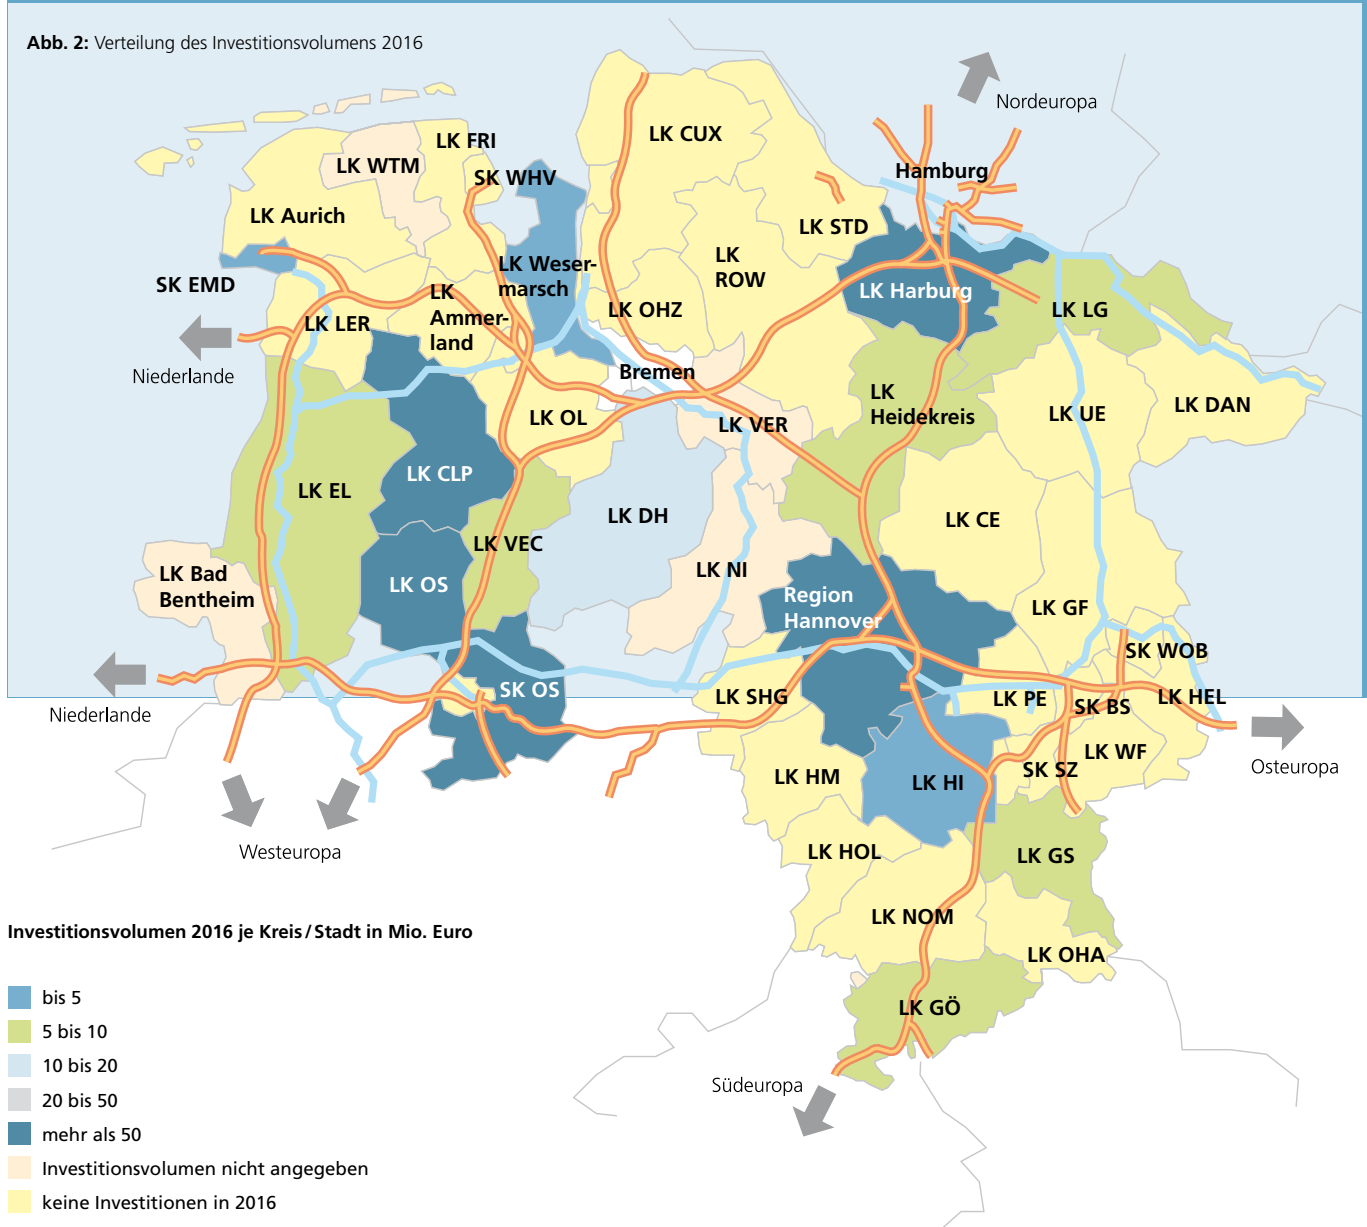 Abb. 2: Verteilung des Investitionsvolumens 2016
Nordeuropa
LK FRI
LK CUX
LK WTM
SK WHV
Hamburg
LK Aurich
LK STD
LK
ROW
LK Weser-
marsch
SK EMD
LK Harburg
LK
Ammer-
land
LK OHZ
LK LG
LK LER
Niederlande
Bremen
LK
Heidekreis
LK OL
LK VER
LK UE
LK DAN
LK CLP
LK EL
LK DH
LK CE
LK VEC
LK Bad
Bentheim
LK OS
LK NI
Region
Hannover
LK GF
SK WOB
SK OS
LK SHG
LK PE
SK BS
LK HEL
Niederlande
LK WF
Osteuropa
LK HM
LK HI
SK SZ
Westeuropa
LK HOL
LK GS
LK NOM
LK OHA
LK GÖ
Südeuropa
Investitionsvolumen 2016 je Kreis/Stadt in Mio. Euro
bis 5
5 bis 10
10 bis 20
20 bis 50
mehr als 50
Investitionsvolumen nicht angegeben
keine Investitionen in 2016